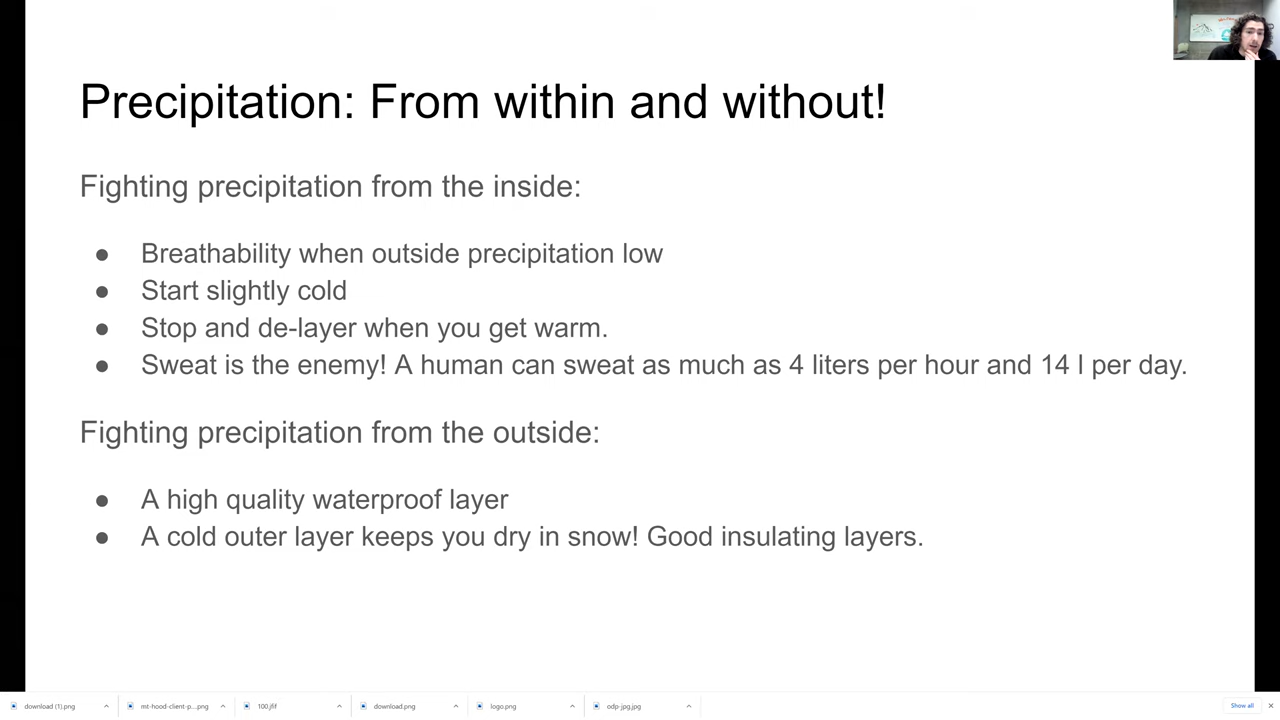 Precipitation: From within and without!
Fighting precipitation from the inside:
● Breathability when outside precipitation low
● Start slightly cold
● Stop and de-layer when you get warm.
● Sweat is the enemy! A human can sweat as much as 4 liters per hour and 14 l per day.
Fighting precipitation from the outside:
● A high quality waterproof layer
● A cold outer layer keeps you dry in snow! Good insulating layers.
download (1).png
mt-hood-client-p....png
100.jfif
download.png
logo.png
odp-jpg.jpg
Show all